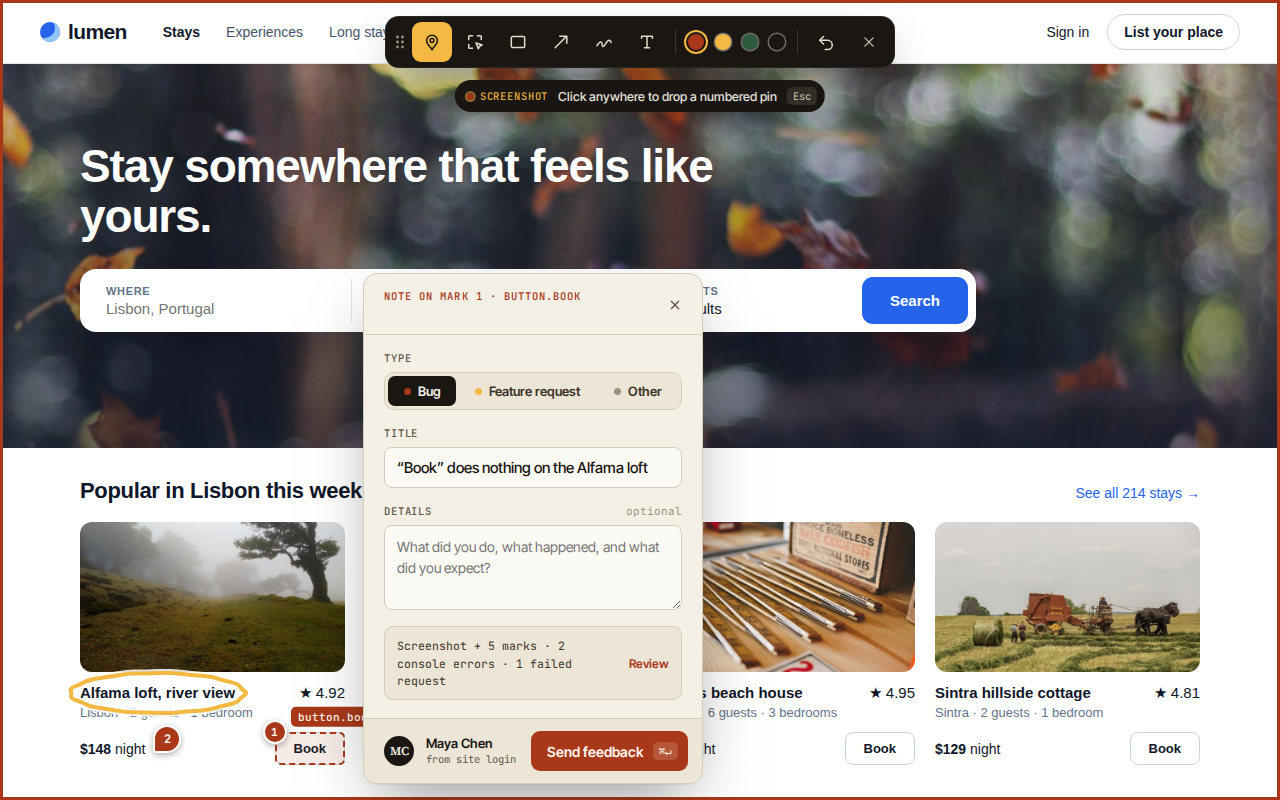 lumen
Stays
Experiences
Sign in
List your place
SCREENSHOT Click anywhere to drop a numbered pin Esc
Stay somewhere that feels like
yours.
WHERE
Lisbon, Portugal
Search
NOTE ON MARK 1 · BUTTON.BOOK
TYPE
Bug
Feature request
Other
TITLE
“Book” does nothing on the Alfama loft
DETAILS
optional
What did you do, what happened, and what
did you expect?
Screenshot + 5 marks · 2
console errors · 1 failed
request
Review
MC
Maya Chen
from site login
Send feedback ⌘↵
Popular in Lisbon this week
See all 214 stays →
BONELESS
Alfama loft, river view
★ 4.92
1 bedroom
$148 night
2
1
Book
beach house
★ 4.95
6 guests · 3 bedrooms
Book
Sintra hillside cottage
★ 4.81
Sintra · 2 guests · 1 bedroom
$129 night
Book